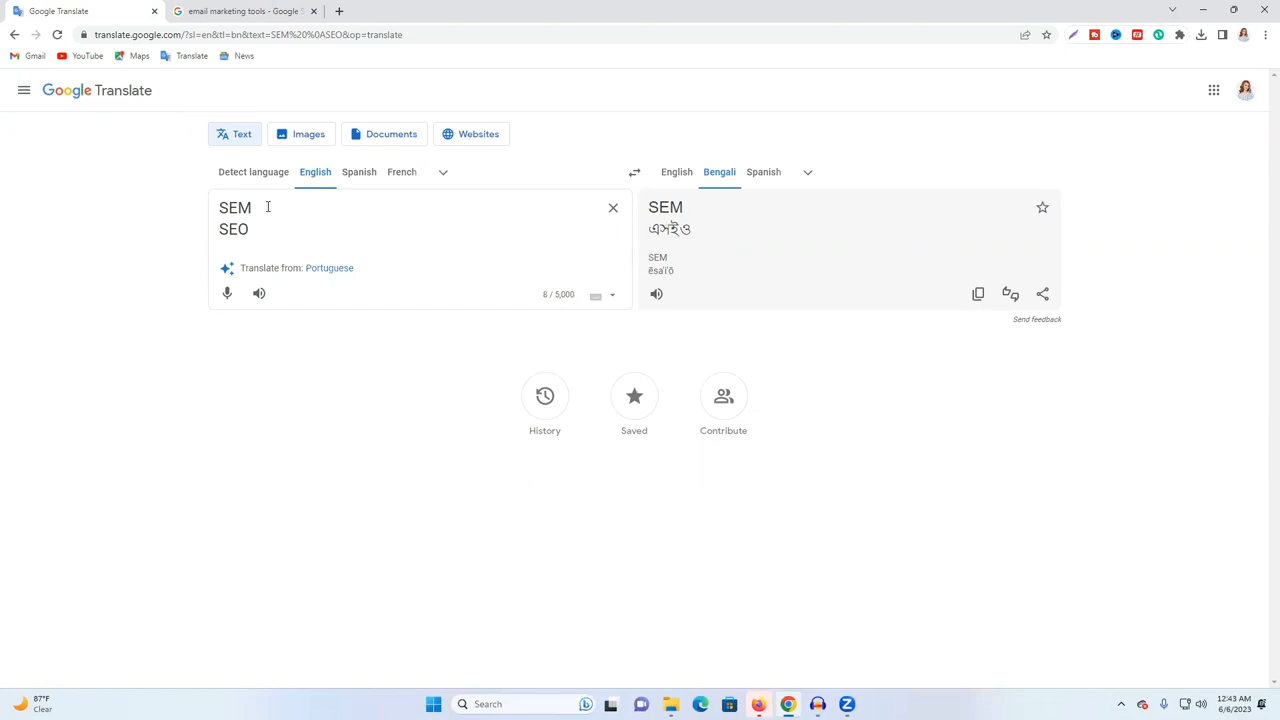 Google Translate
email marketing tools - Google S
translate.google.com/?sl=en&tl=bn&text=SEM%20%0ASEO&op=translate
Gmail
YouTube
Maps
Translate
News
Google Translate
Text
Images
Documents
Websites
Detect language
English
Spanish
French
English
Bengali
Spanish
SEM
SEO
SEM
এসইও
Translate from: Portuguese
SEM
ēsa'i'ō
8 / 5,000
Send feedback
History
Saved
Contribute
87°F
Clear
Search
12:43 AM
6/6/2023